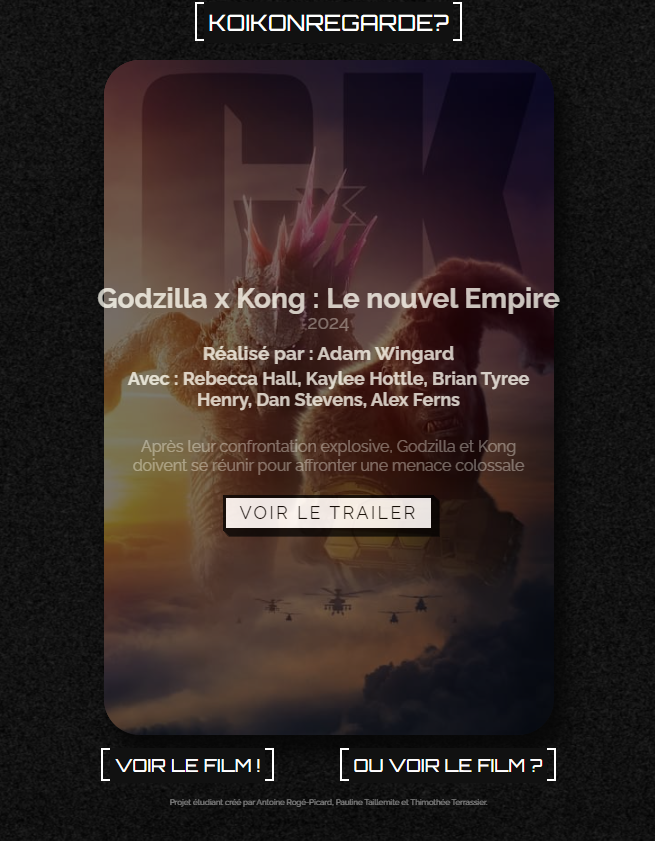 KOIKONREGARDE?
GK
Godzilla x Kong : Le nouvel Empire
2024
Réalisé par : Adam Wingard
Avec : Rebecca Hall, Kaylee Hottle, Brian Tyree
Henry, Dan Stevens, Alex Ferns
Après leur confrontation explosive, Godzilla et Kong
doivent se réunir pour affronter une menace colossale
VOIR LE TRAILER
VOIR LE FILM ! OU VOIR LE FILM ?
Projet étudiant créé par Antoine Rogé-Picard, Pauline Taillemite et Thimothée Terrassier.